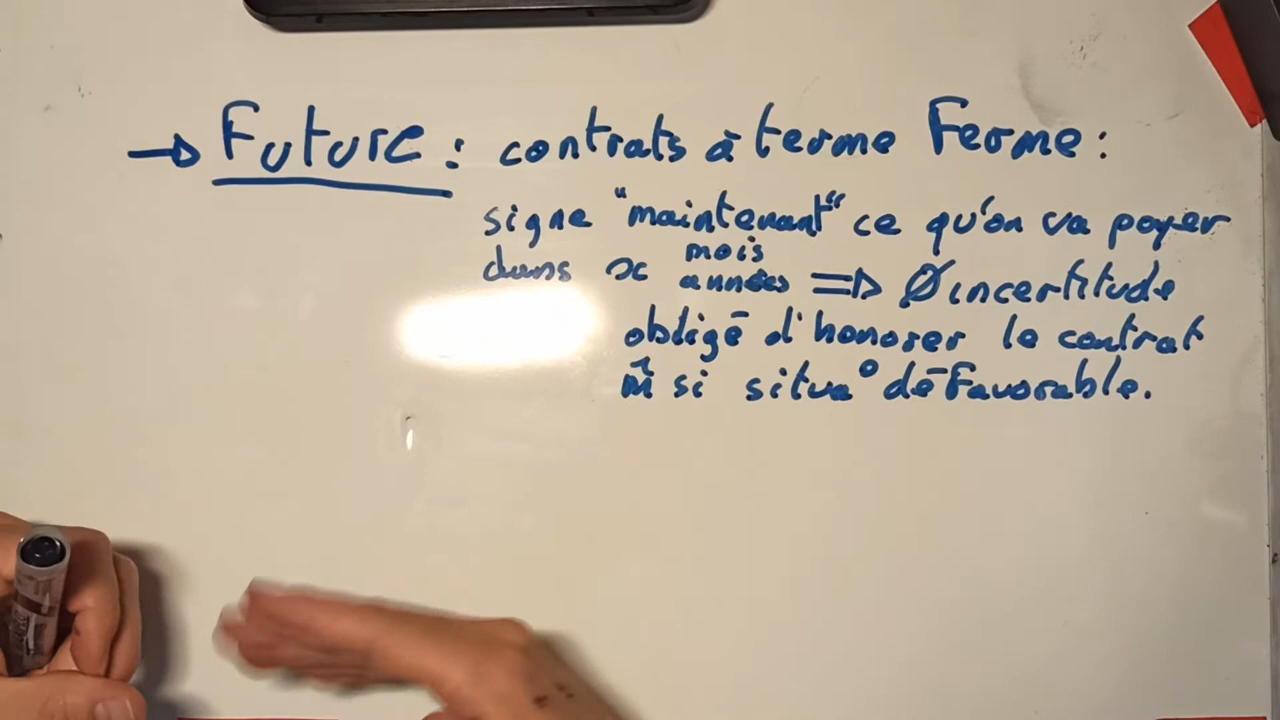 → Future : contrats à terme Ferme :
signe "maintenant" ce qu'on va payer
dans x mois années => Ø incertitude
obligé d'honorer le contrat
m̂ si situa° défavorable.